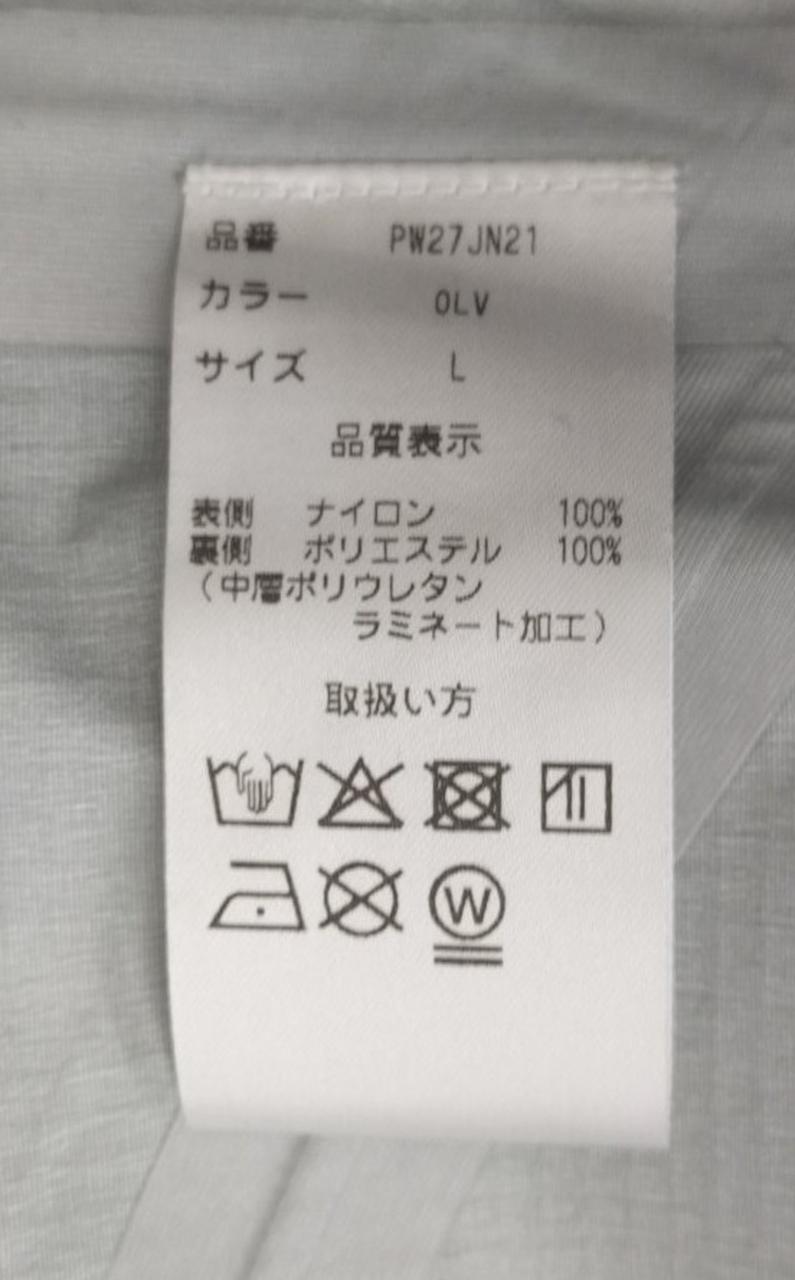 品番 PW27JN21
カラー OLV
サイズ L
品質表示
表側 ナイロン 100%
裏側 ポリエステル 100%
(中層ポリウレタン
ラミネート加工)
取扱い方
W